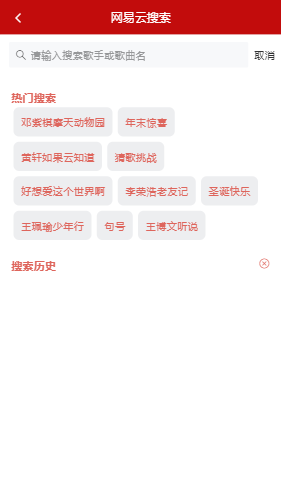 网易云搜索
请输入搜索歌手或歌曲名 取消
热门搜索
邓紫棋摩天动物园 年末惊喜
黄轩如果云知道 猜歌挑战
好想爱这个世界啊 李荣浩老友记 圣诞快乐
王珮瑜少年行 句号 王博文听说
搜索历史